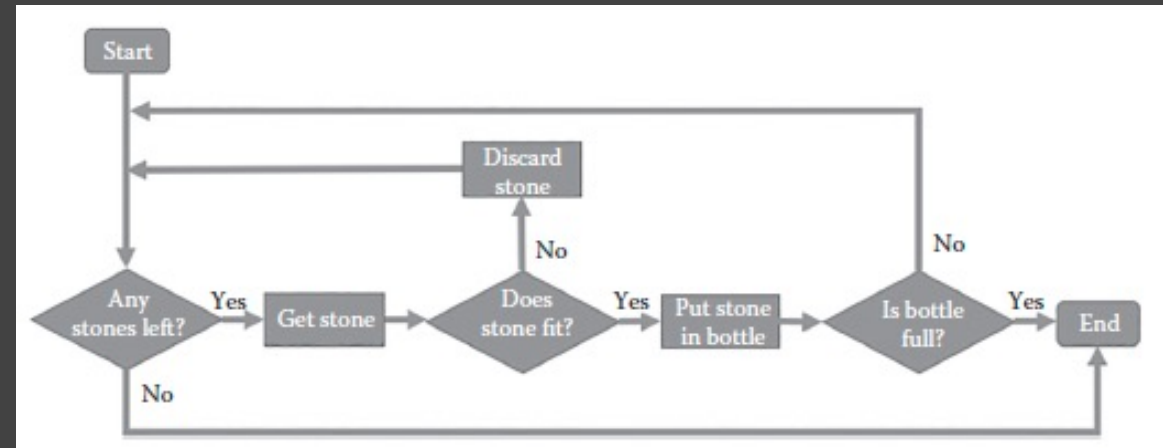 Start
Discard
stone
No
No
Any
stones left?
Yes
Get stone
Does
stone fit?
Yes
Put stone
in bottle
Is bottle
full?
Yes
End
No